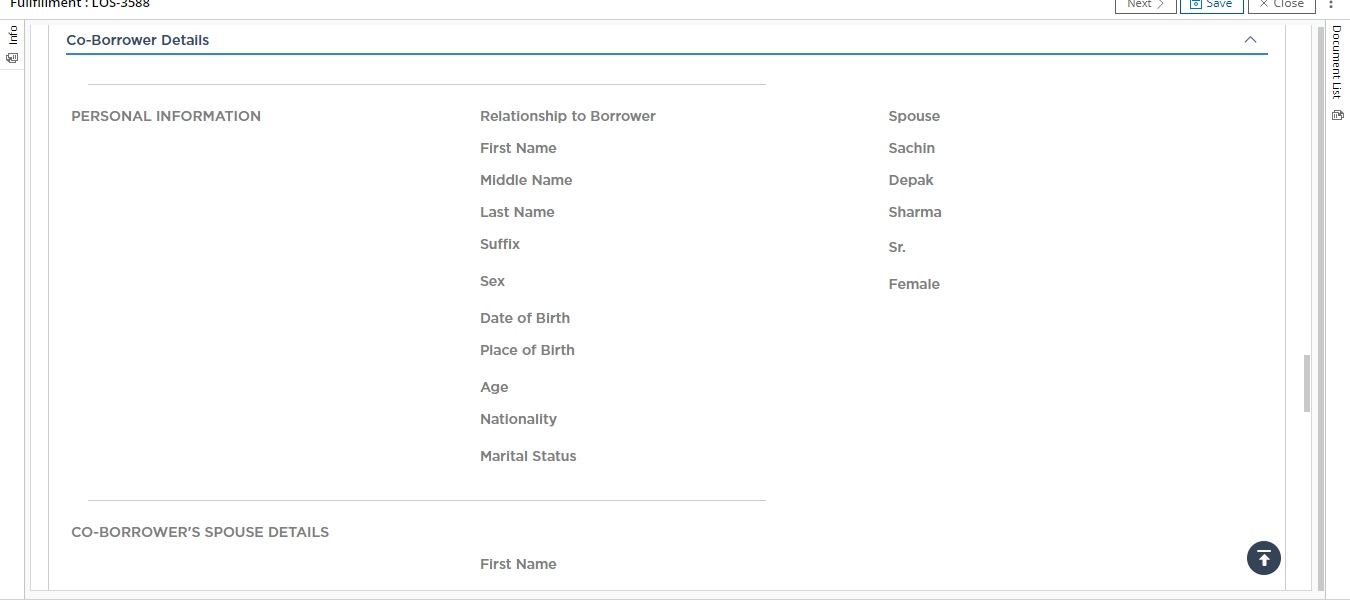 Fullfillment : LOS-3588
Next
Save
Close
Info
Document List
Co-Borrower Details
PERSONAL INFORMATION
Relationship to Borrower Spouse
First Name Sachin
Middle Name Depak
Last Name Sharma
Suffix Sr.
Sex Female
Date of Birth
Place of Birth
Age
Nationality
Marital Status
CO-BORROWER'S SPOUSE DETAILS
First Name